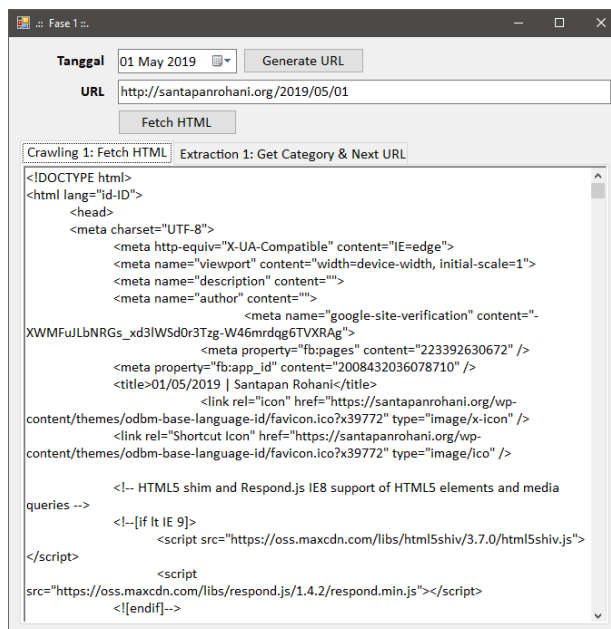 .:: Fase 1 ::.
Tanggal 01 May 2019 Generate URL
URL http://santapanrohani.org/2019/05/01
Fetch HTML
Crawling 1: Fetch HTML Extraction 1: Get Category & Next URL
<!DOCTYPE html>
<html lang="id-ID">
<head>
<meta charset="UTF-8">
<meta http-equiv="X-UA-Compatible" content="IE=edge">
<meta name="viewport" content="width=device-width, initial-scale=1">
<meta name="description" content="">
<meta name="author" content="">
<meta name="google-site-verification" content="-
XWMFuJLbNRGs_xd3lWSd0r3Tzg-W46mrdqg6TVXRAg">
<meta property="fb:pages" content="223392630672" />
<meta property="fb:app_id" content="2008432036078710" />
<title>01/05/2019 | Santapan Rohani</title>
<link rel="icon" href="https://santapanrohani.org/wp-
content/themes/odbm-base-language-id/favicon.ico?x39772" type="image/x-icon" />
<link rel="Shortcut Icon" href="https://santapanrohani.org/wp-
content/themes/odbm-base-language-id/favicon.ico?x39772" type="image/ico" />
<!-- HTML5 shim and Respond.js IE8 support of HTML5 elements and media
queries -->
<!--[if lt IE 9]>
<script src="https://oss.maxcdn.com/libs/html5shiv/3.7.0/html5shiv.js">
</script>
<script
src="https://oss.maxcdn.com/libs/respond.js/1.4.2/respond.min.js"></script>
<![endif]-->